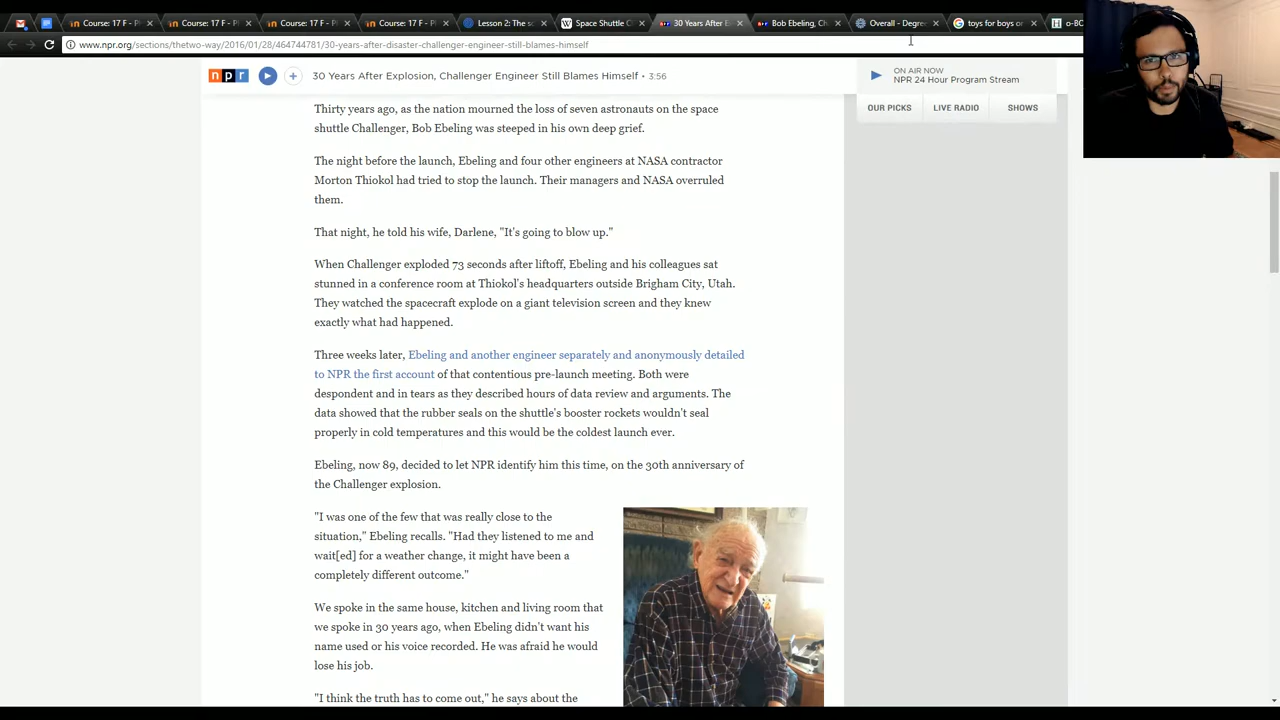 Course: 17 F - P
Course: 17 F - P
Course: 17 F - P
Course: 17 F - P
Lesson 2: The s
Space Shuttle C
30 Years After E
Bob Ebeling, Ch
Overall - Degre
toys for boys o
o-BO
www.npr.org/sections/thetwo-way/2016/01/28/464744781/30-years-after-disaster-challenger-engineer-still-blames-himself
npr
30 Years After Explosion, Challenger Engineer Still Blames Himself • 3:56
ON AIR NOW
NPR 24 Hour Program Stream
OUR PICKS LIVE RADIO SHOWS
Thirty years ago, as the nation mourned the loss of seven astronauts on the space
shuttle Challenger, Bob Ebeling was steeped in his own deep grief.
The night before the launch, Ebeling and four other engineers at NASA contractor
Morton Thiokol had tried to stop the launch. Their managers and NASA overruled
them.
That night, he told his wife, Darlene, "It's going to blow up."
When Challenger exploded 73 seconds after liftoff, Ebeling and his colleagues sat
stunned in a conference room at Thiokol's headquarters outside Brigham City, Utah.
They watched the spacecraft explode on a giant television screen and they knew
exactly what had happened.
Three weeks later, Ebeling and another engineer separately and anonymously detailed
to NPR the first account of that contentious pre-launch meeting. Both were
despondent and in tears as they described hours of data review and arguments. The
data showed that the rubber seals on the shuttle's booster rockets wouldn't seal
properly in cold temperatures and this would be the coldest launch ever.
Ebeling, now 89, decided to let NPR identify him this time, on the 30th anniversary of
the Challenger explosion.
"I was one of the few that was really close to the
situation," Ebeling recalls. "Had they listened to me and
wait[ed] for a weather change, it might have been a
completely different outcome."
We spoke in the same house, kitchen and living room that
we spoke in 30 years ago, when Ebeling didn't want his
name used or his voice recorded. He was afraid he would
lose his job.
"I think the truth has to come out," he says about the